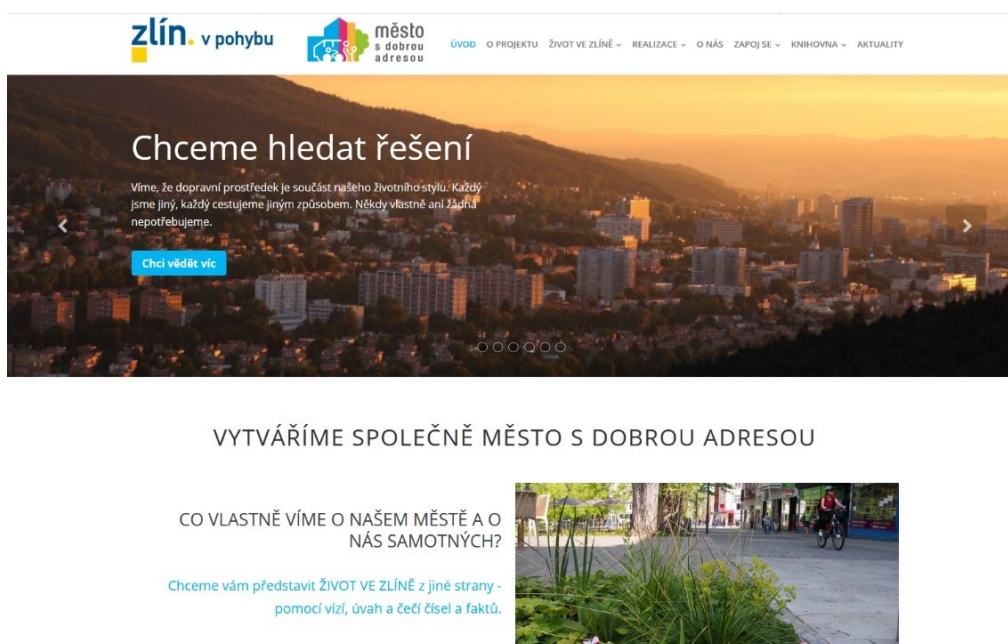 zlín. v pohybu
město
s dobrou
adresou
ÚVOD O PROJEKTU ŽIVOT VE ZLÍNĚ REALIZACE O NÁS ZAPOJ SE KNIHOVNA AKTUALITY
Chceme hledat řešení
Víme, že dopravní prostředek je součást našeho životního stylu. Každý
jsme jiný, každý cestujeme jiným způsobem. Někdy vlastně ani žádná
nepotřebujeme.
Chci vědět víc
VYTVÁŘÍME SPOLEČNĚ MĚSTO S DOBROU ADRESOU
CO VLASTNĚ VÍME O NAŠEM MĚSTĚ A O
NÁS SAMOTNÝCH?
Chceme vám představit ŽIVOT VE ZLÍNĚ z jiné strany -
pomocí vizí, úvah a čečí čísel a faktů.